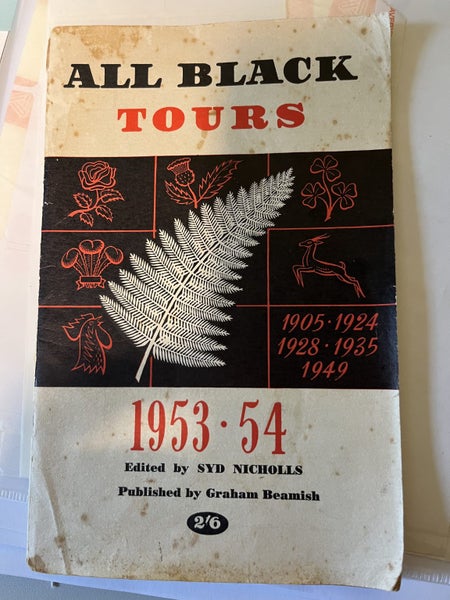 ALL BLACK
TOURS
1905 · 1924
1928 · 1935
1949
1953 · 54
Edited by SYD NICHOLLS
Published by Graham Beamish
2'6